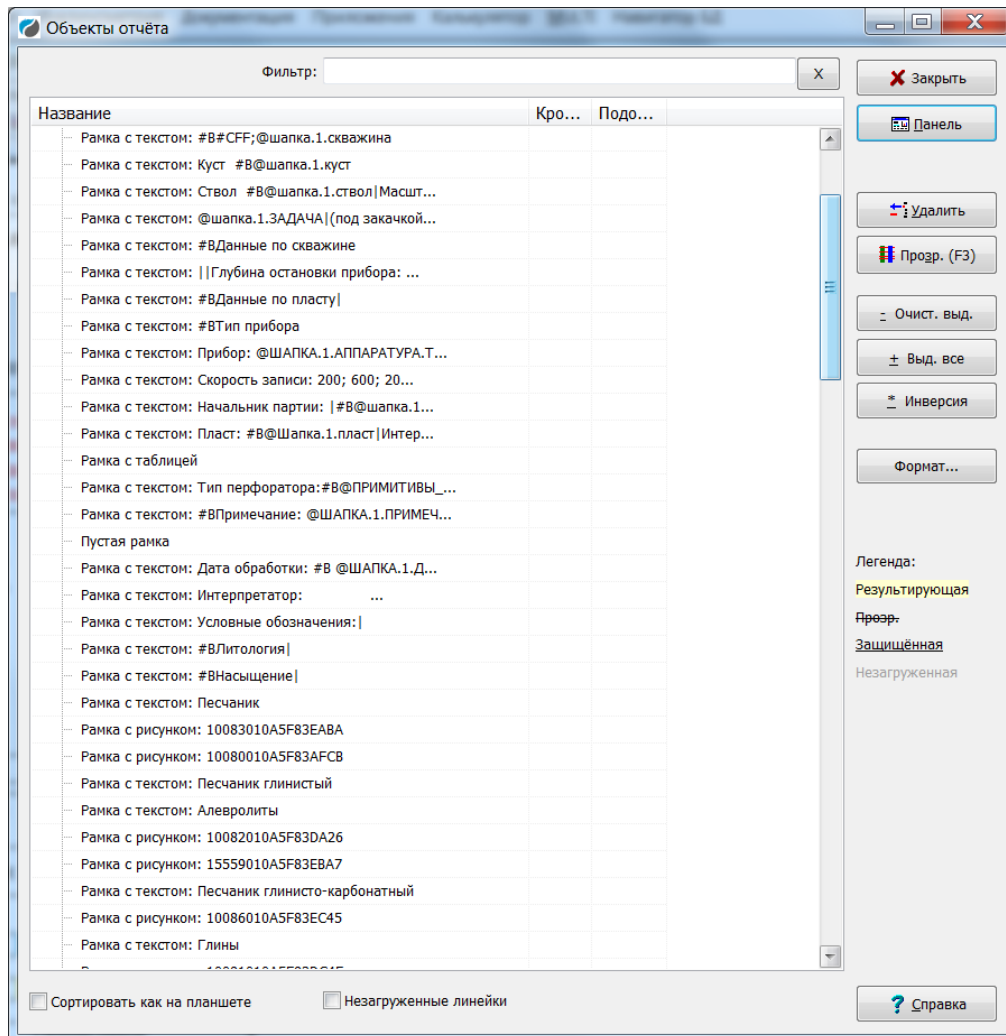 Объекты отчёта
Фильтр:
X
Закрыть
Название Кро... Подо...
Панель
Рамка с текстом: #B#CFF;@шапка.1.скважина
Рамка с текстом: Куст #B@шапка.1.куст
Рамка с текстом: Ствол #B@шапка.1.ствол|Масшт...
Рамка с текстом: @шапка.1.ЗАДАЧА|(под закачкой...
Удалить
Рамка с текстом: #BДанные по скважине
Прозр. (F3)
Рамка с текстом: ||Глубина остановки прибора: ...
Рамка с текстом: #BДанные по пласту|
- Очист. выд.
Рамка с текстом: #BТип прибора
Рамка с текстом: Прибор: @ШАПКА.1.АППАРАТУРА.Т...
+ Выд. все
Рамка с текстом: Скорость записи: 200; 600; 20...
Рамка с текстом: Начальник партии: |#B@шапка.1...
* Инверсия
Рамка с текстом: Пласт: #B@Шапка.1.пласт|Интер...
Рамка с таблицей
Формат...
Рамка с текстом: Тип перфоратора:#B@ПРИМИТИВЫ_...
Рамка с текстом: #BПримечание: @ШАПКА.1.ПРИМЕЧ...
Пустая рамка
Рамка с текстом: Дата обработки: #B @ШАПКА.1.Д...
Легенда:
Рамка с текстом: Интерпретатор: ...
Результирующая
Рамка с текстом: Условные обозначения:|
Прозр.
Рамка с текстом: #BЛитология|
Защищённая
Рамка с текстом: #BНасыщение|
Незагруженная
Рамка с текстом: Песчаник
Рамка с рисунком: 10083010A5F83EABA
Рамка с рисунком: 10080010A5F83AFCB
Рамка с текстом: Песчаник глинистый
Рамка с текстом: Алевролиты
Рамка с рисунком: 10082010A5F83DA26
Рамка с рисунком: 15559010A5F83EBA7
Рамка с текстом: Песчаник глинисто-карбонатный
Рамка с рисунком: 10086010A5F83EC45
Рамка с текстом: Глины
Сортировать как на планшете
Незагруженные линейки
? Справка